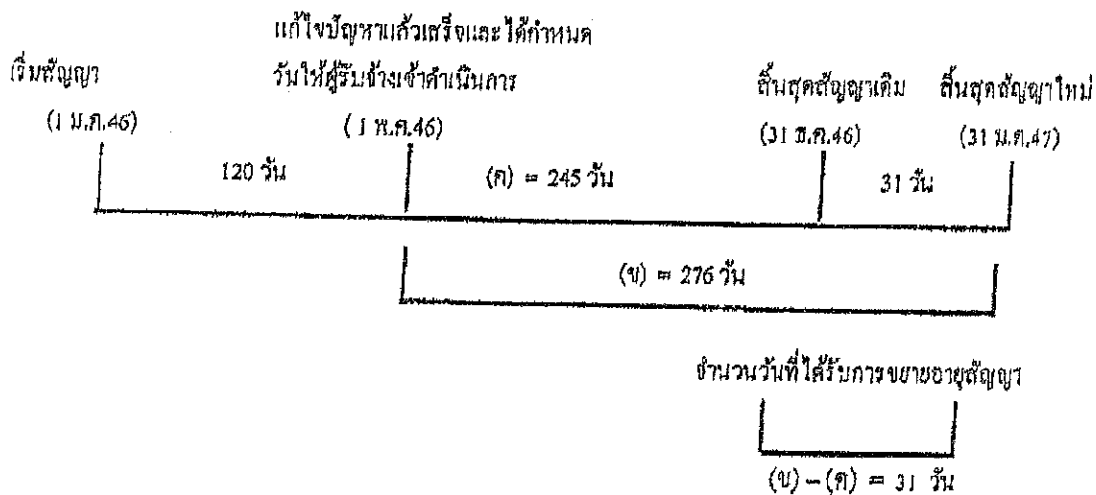 แก้ไขปัญหาแล้วเสร็จและได้กำหนด
เริ่มสัญญา
วันให้ผู้รับจ้างเข้าดำเนินการ
สิ้นสุดสัญญาเดิม
สิ้นสุดสัญญาใหม่
(1 ม.ค.46)
(1 พ.ค.46)
(31 ธ.ค.46)
(31 ม.ค.47)
120 วัน
(ค) = 245 วัน
31 วัน
(ข) = 276 วัน
จำนวนวันที่ได้รับการขยายอายุสัญญา
(ข) – (ค) = 31 วัน